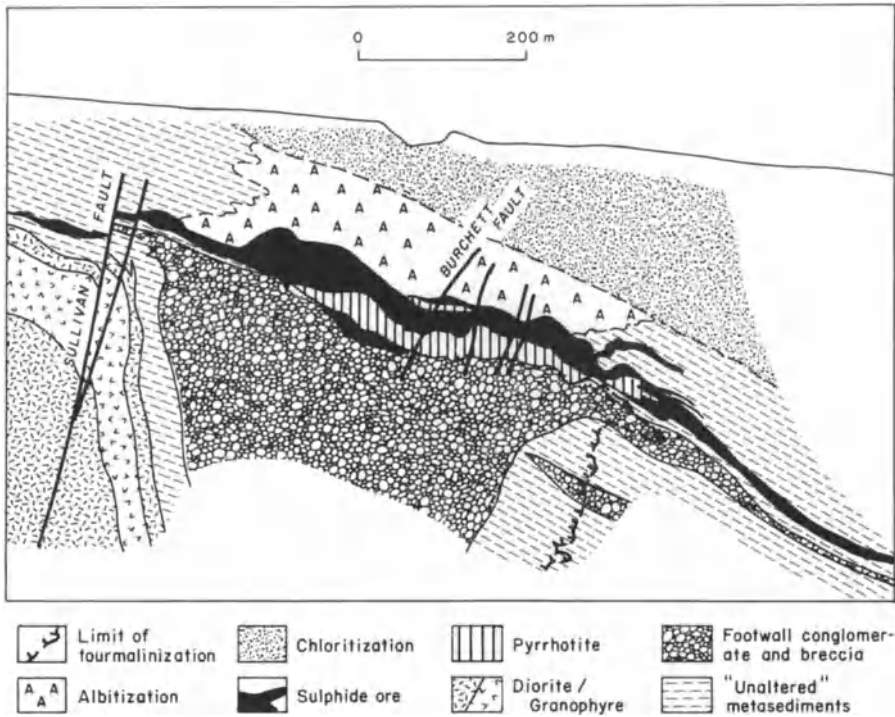 0 200 m
SULLIVAN FAULT
BURCHETT FAULT
A A A A A A A A A A A A A A A A A A A A A A A A
Limit of
tourmalinization
Chloritization
Pyrrhotite
Footwall conglomer-
ate and breccia
A A A Albitization
Sulphide ore
Diorite /
Granophyre
"Unaltered"
metasediments